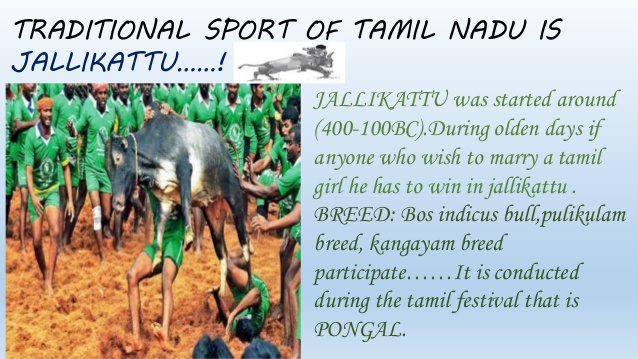 TRADITIONAL SPORT OF TAMIL NADU IS
JALLIKATTU......!
JALLIKATTU was started around
(400-100BC).During olden days if
anyone who wish to marry a tamil
girl he has to win in jallikattu .
BREED: Bos indicus bull,pulikulam
breed, kangayam breed
participate……It is conducted
during the tamil festival that is
PONGAL..